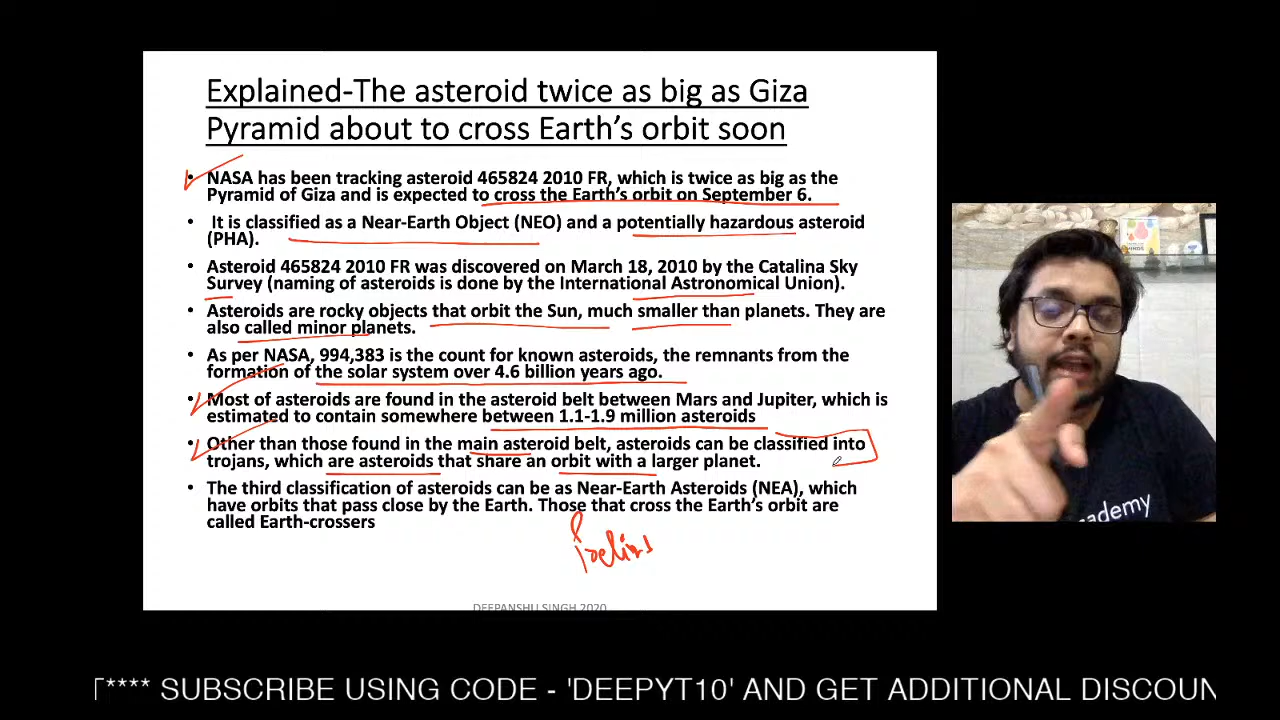 Explained-The asteroid twice as big as Giza
Pyramid about to cross Earth's orbit soon
• NASA has been tracking asteroid 465824 2010 FR, which is twice as big as the
Pyramid of Giza and is expected to cross the Earth's orbit on September 6.
• It is classified as a Near-Earth Object (NEO) and a potentially hazardous asteroid
(PHA).
• Asteroid 465824 2010 FR was discovered on March 18, 2010 by the Catalina Sky
Survey (naming of asteroids is done by the International Astronomical Union).
• Asteroids are rocky objects that orbit the Sun, much smaller than planets. They are
also called minor planets.
• As per NASA, 994,383 is the count for known asteroids, the remnants from the
formation of the solar system over 4.6 billion years ago.
• Most of asteroids are found in the asteroid belt between Mars and Jupiter, which is
estimated to contain somewhere between 1.1-1.9 million asteroids
• Other than those found in the main asteroid belt, asteroids can be classified into
trojans, which are asteroids that share an orbit with a larger planet.
• The third classification of asteroids can be as Near-Earth Asteroids (NEA), which
have orbits that pass close by the Earth. Those that cross the Earth's orbit are
called Earth-crossers
Prelims
DEEPANSHU SINGH 2020
ademy
**** SUBSCRIBE USING CODE - 'DEEPYT10' AND GET ADDITIONAL DISCOUN